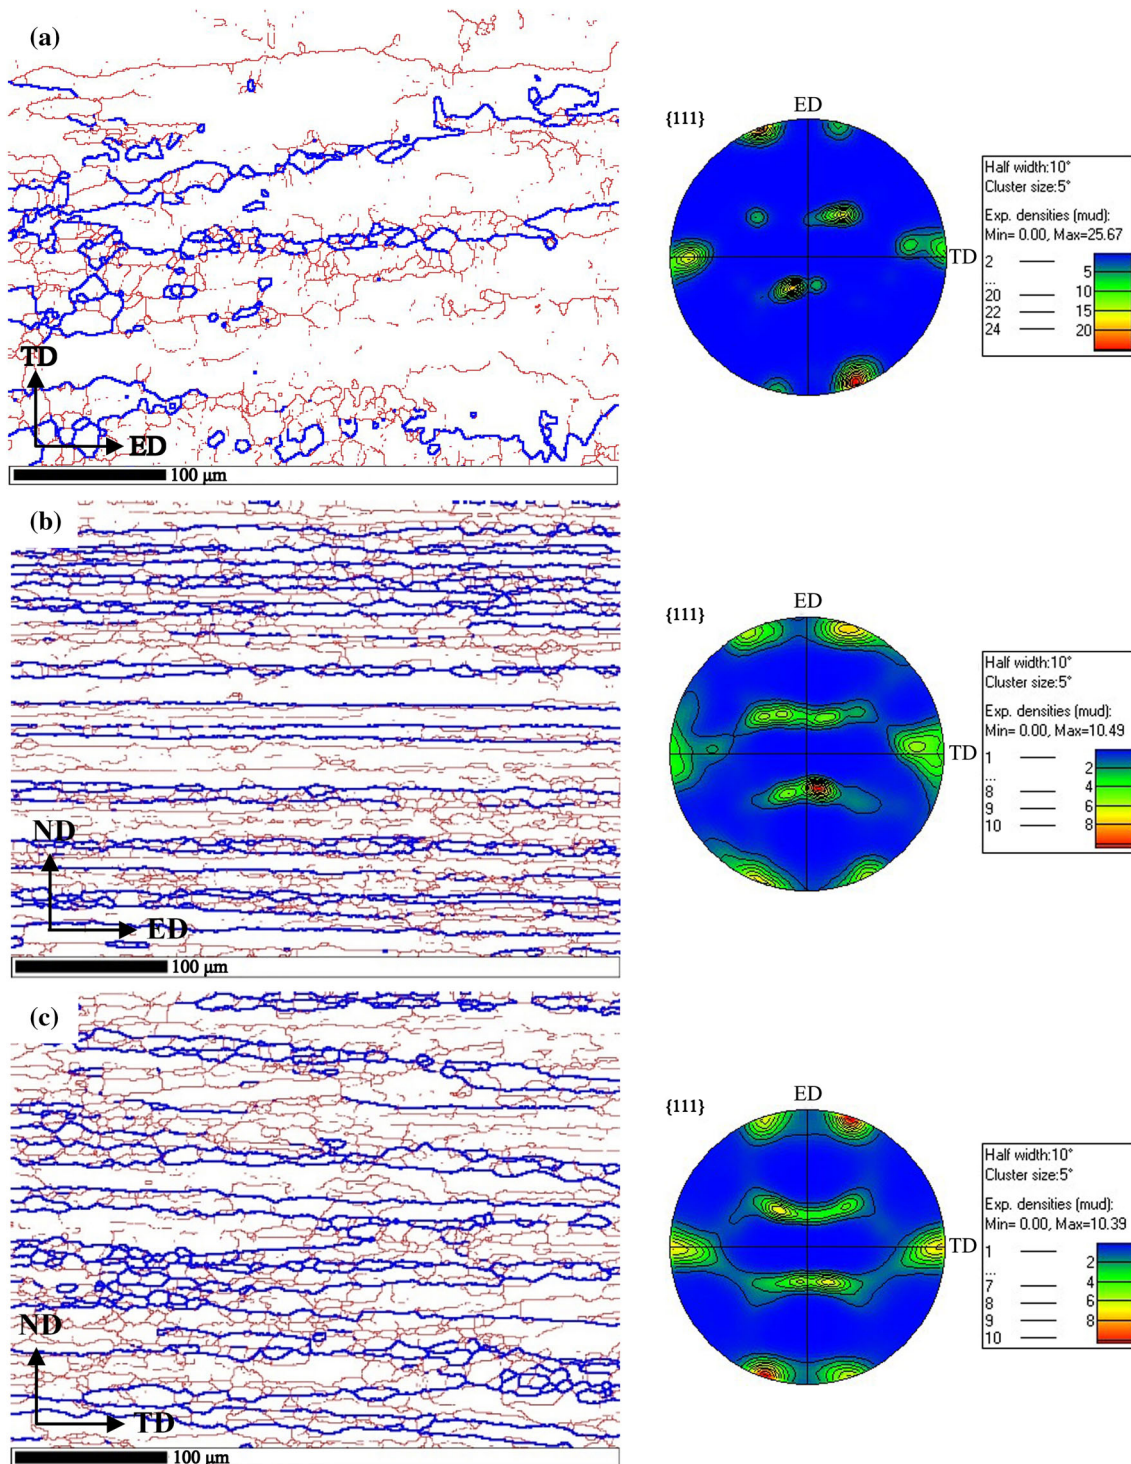 (a)
TD
ED
100 µm
{111}
ED
TD
Half width:10°
Cluster size:5°
Exp. densities (mud):
Min= 0.00, Max=25.67
2
...
20
22
24
5
10
15
20
(b)
ND
ED
100 µm
{111}
ED
TD
Half width:10°
Cluster size:5°
Exp. densities (mud):
Min= 0.00, Max=10.49
1
...
8
9
10
2
4
6
8
(c)
ND
TD
100 µm
{111}
ED
TD
Half width:10°
Cluster size:5°
Exp. densities (mud):
Min= 0.00, Max=10.39
1
...
7
8
9
10
2
4
6
8